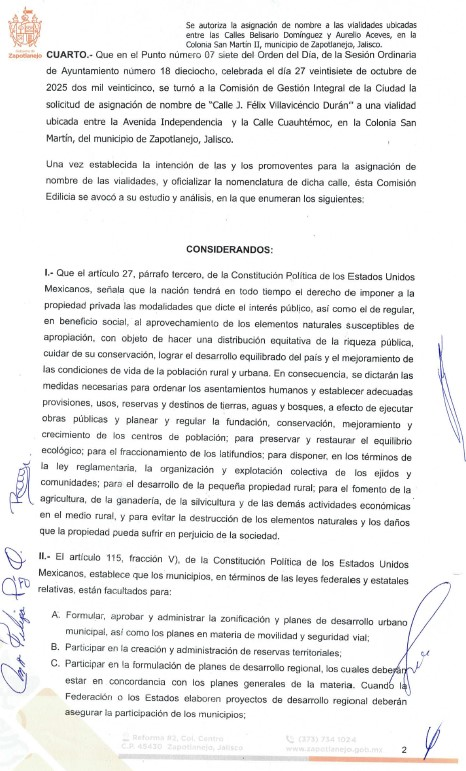 Se autoriza la asignación de nombre a las vialidades ubicadas
entre las Calles Belisario Domínguez y Aurelio Aceves, en la
Colonia San Martín II, municipio de Zapotlanejo, Jalisco.
Zapotlanejo
CUARTO.- Que en el Punto número 07 siete del Orden del Día, de la Sesión Ordinaria
de Ayuntamiento número 18 dieciocho, celebrada el día 27 veintisiete de octubre de
2025 dos mil veinticinco, se turnó a la Comisión de Gestión Integral de la Ciudad la
solicitud de asignación de nombre de “Calle J. Félix Villavicencio Durán” a una vialidad
ubicada entre la Avenida Independencia y la Calle Cuauhtémoc, en la Colonia San
Martín, del municipio de Zapotlanejo, Jalisco.
Una vez establecida la intención de las y los promoventes para la asignación de
nombre de las vialidades, y oficializar la nomenclatura de dicha calle, ésta Comisión
Edilicia se avocó a su estudio y análisis, en la que enumeran los siguientes:
CONSIDERANDOS:
I.- Que el artículo 27, párrafo tercero, de la Constitución Política de los Estados Unidos
Mexicanos, señala que la nación tendrá en todo tiempo el derecho de imponer a la
propiedad privada las modalidades que dicte el interés público, así como el de regular,
en beneficio social, al aprovechamiento de los elementos naturales susceptibles de
apropiación, con objeto de hacer una distribución equitativa de la riqueza pública,
cuidar de su conservación, lograr el desarrollo equilibrado del país y el mejoramiento de
las condiciones de vida de la población rural y urbana. En consecuencia, se dictarán las
medidas necesarias para ordenar los asentamientos humanos y establecer adecuadas
provisiones, usos, reservas y destinos de tierras, aguas y bosques, a efecto de ejecutar
obras públicas y planear y regular la fundación, conservación, mejoramiento y
crecimiento de los centros de población; para preservar y restaurar el equilibrio
ecológico; para el fraccionamiento de los latifundios; para disponer, en los términos de
la ley reglamentaria, la organización y explotación colectiva de los ejidos y
comunidades; para el desarrollo de la pequeña propiedad rural; para el fomento de la
agricultura, de la ganadería, de la silvicultura y de las demás actividades económicas
en el medio rural, y para evitar la destrucción de los elementos naturales y los daños
que la propiedad pueda sufrir en perjuicio de la sociedad.
II.- El artículo 115, fracción V), de la Constitución Política de los Estados Unidos
Mexicanos, establece que los municipios, en términos de las leyes federales y estatales
relativas, están facultados para:
A. Formular, aprobar y administrar la zonificación y planes de desarrollo urbano
municipal, así como los planes en materia de movilidad y seguridad vial;
B. Participar en la creación y administración de reservas territoriales;
C. Participar en la formulación de planes de desarrollo regional, los cuales deberán
estar en concordancia con los planes generales de la materia. Cuando la
Federación o los Estados elaboren proyectos de desarrollo regional deberán
asegurar la participación de los municipios;
Reforma #2, Col. Centro
C.P. 45430 Zapotlanejo, Jalisco
(373) 734 1024
www.zapotlanejo.gob.mx
2